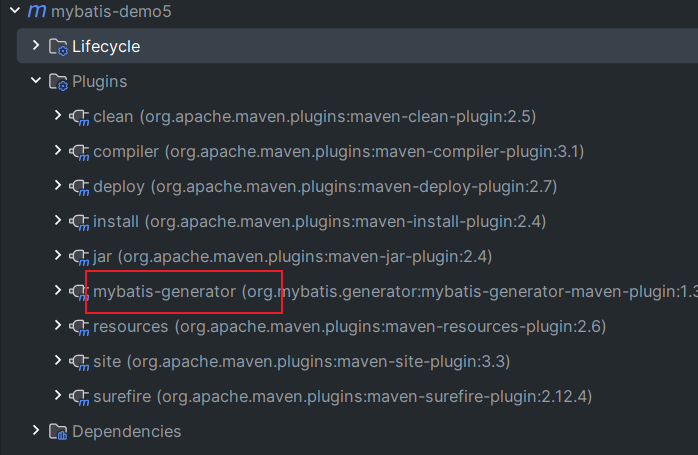 mybatis-demo5
Lifecycle
Plugins
clean (org.apache.maven.plugins:maven-clean-plugin:2.5)
compiler (org.apache.maven.plugins:maven-compiler-plugin:3.1)
deploy (org.apache.maven.plugins:maven-deploy-plugin:2.7)
install (org.apache.maven.plugins:maven-install-plugin:2.4)
jar (org.apache.maven.plugins:maven-jar-plugin:2.4)
mybatis-generator (org.mybatis.generator:mybatis-generator-maven-plugin:1.3
resources (org.apache.maven.plugins:maven-resources-plugin:2.6)
site (org.apache.maven.plugins:maven-site-plugin:3.3)
surefire (org.apache.maven.plugins:maven-surefire-plugin:2.12.4)
Dependencies